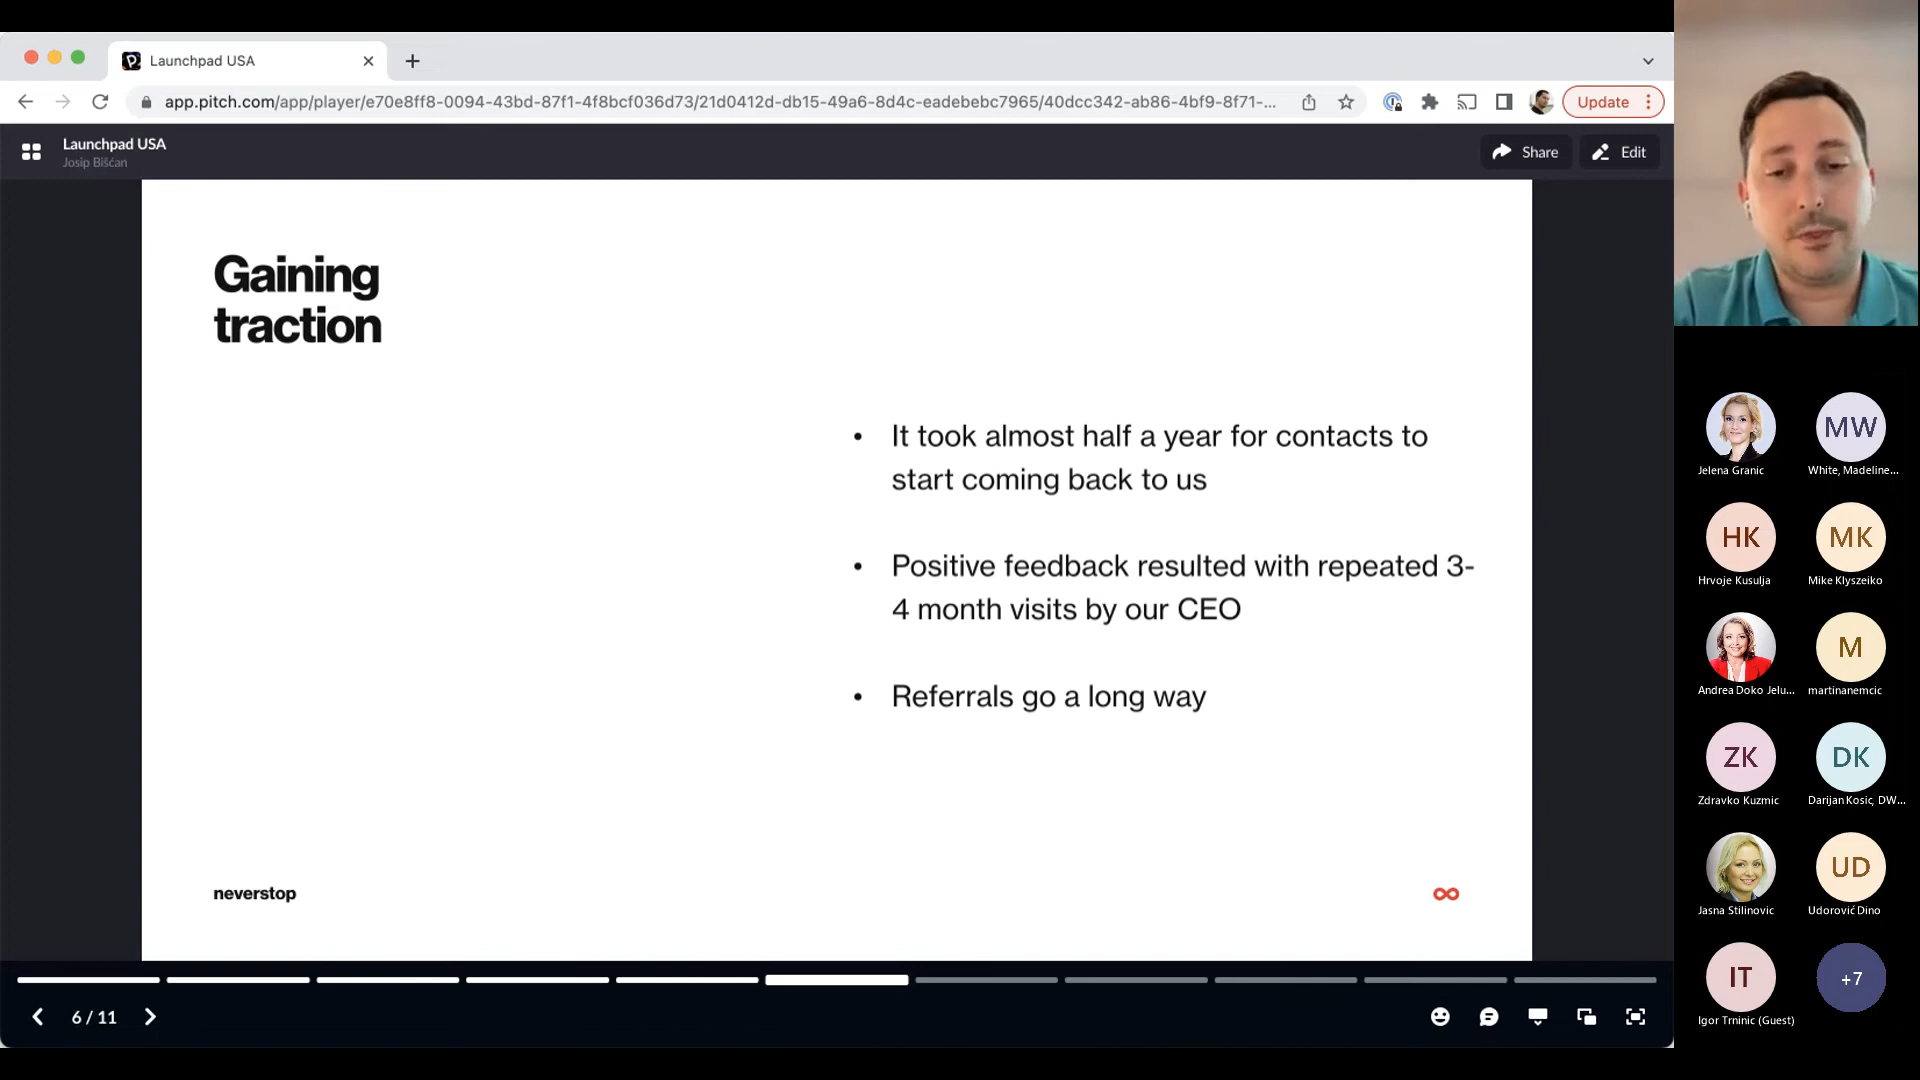 Launchpad USA
app.pitch.com/app/player/e70e8ff8-0094-43bd-87f1-4f8bcf036d73/21d0412d-db15-49a6-8d4c-eadebebc7965/40dcc342-ab86-4bf9-8f71-...
Update
Launchpad USA
Josip Bišćan
Share
Edit
Gaining
traction
• It took almost half a year for contacts to
start coming back to us
• Positive feedback resulted with repeated 3-
4 month visits by our CEO
• Referrals go a long way
neverstop
6 / 11
MW
Jelena Granic
White, Madeline...
HK
MK
Hrvoje Kusulja
Mike Klyszeiko
M
Andrea Doko Jelu...
martinanemcic
ZK
DK
Zdravko Kuzmic
Darijan Kosic, DW...
UD
Jasna Stilinovic
Udorović Dino
IT
+7
Igor Trninic (Guest)